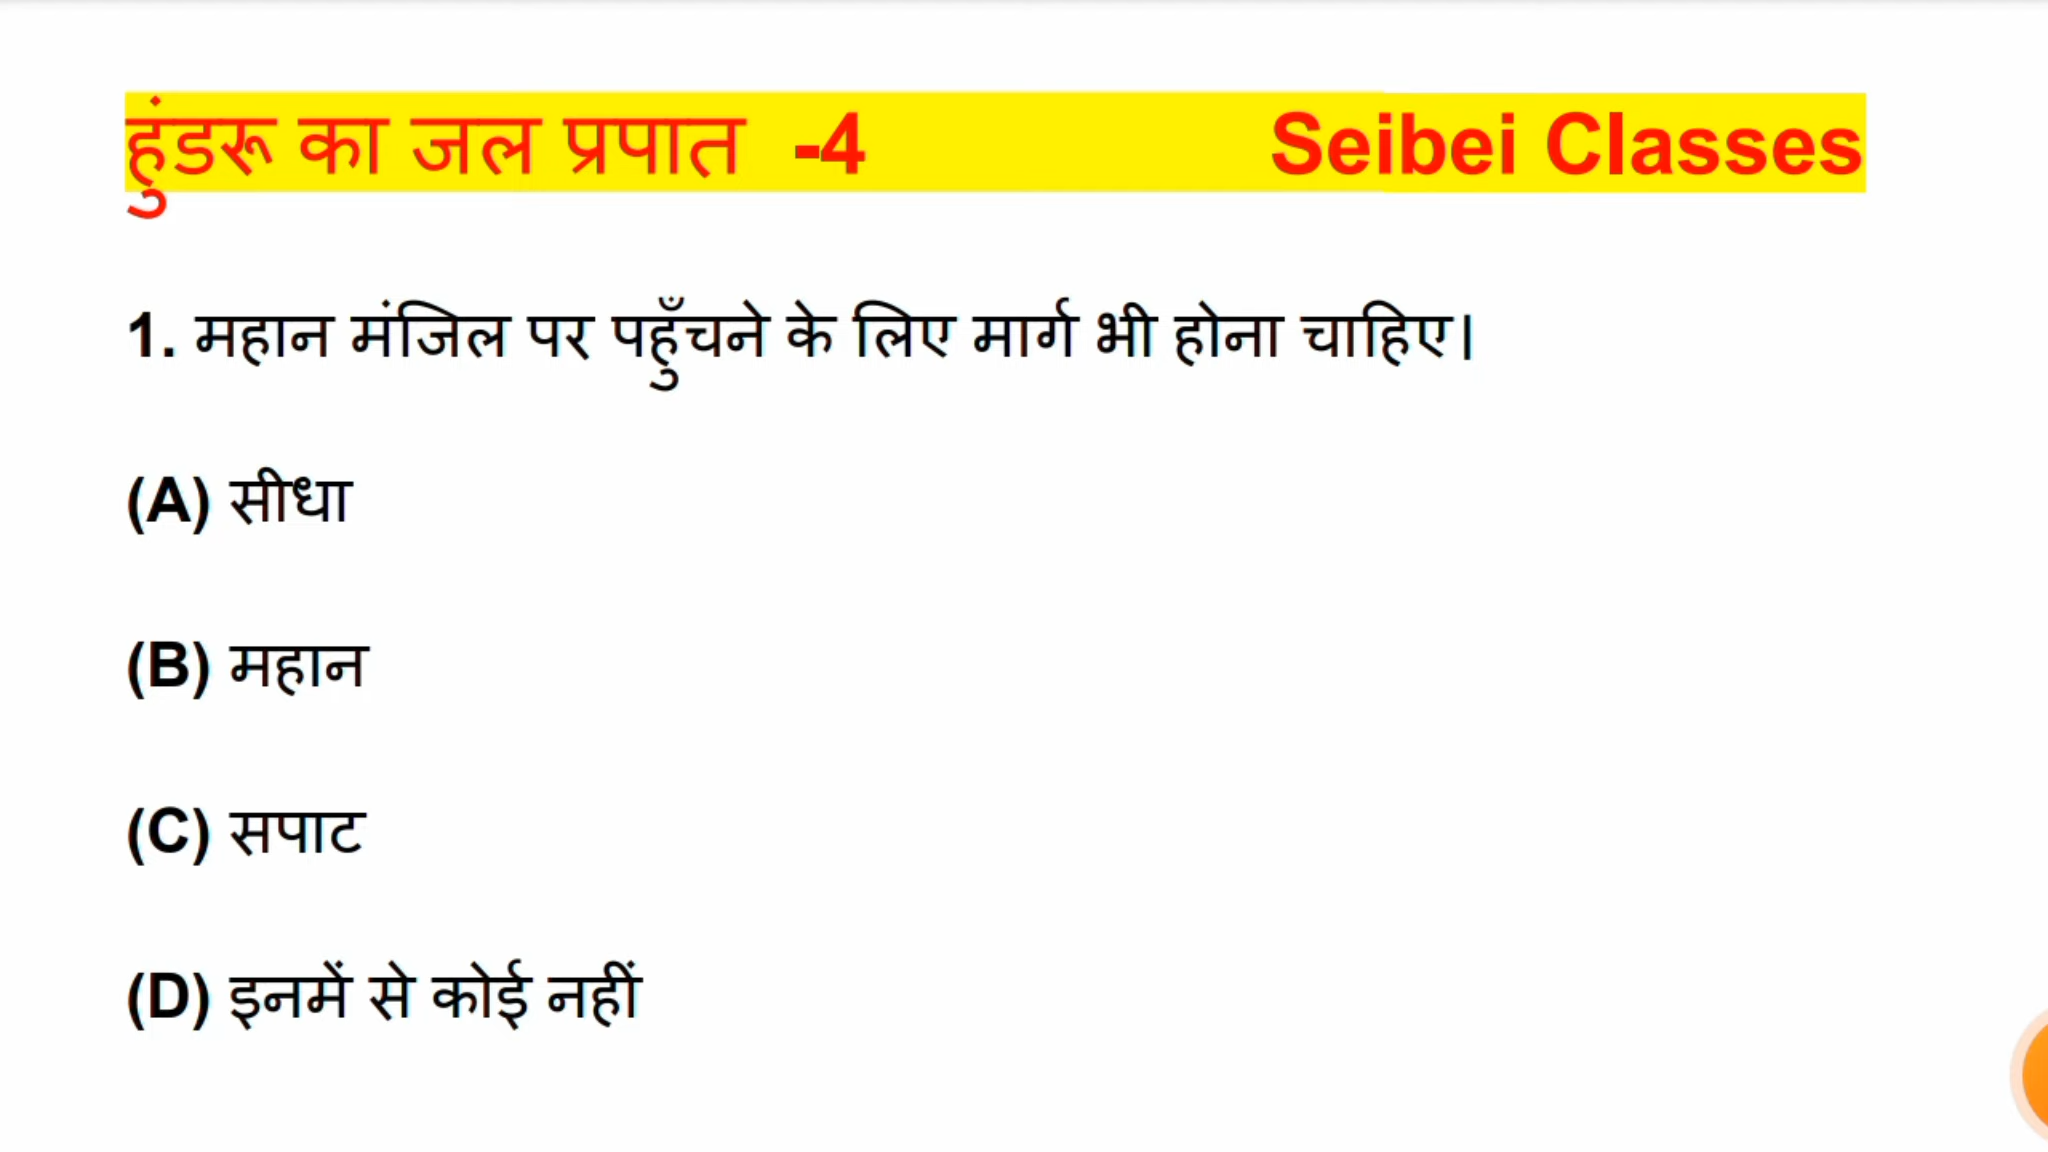 हुंडरू का जल प्रपात -4 Seibei Classes
1. महान मंजिल पर पहुँचने के लिए मार्ग भी होना चाहिए।
(A) सीधा
(B) महान
(C) सपाट
(D) इनमें से कोई नहीं